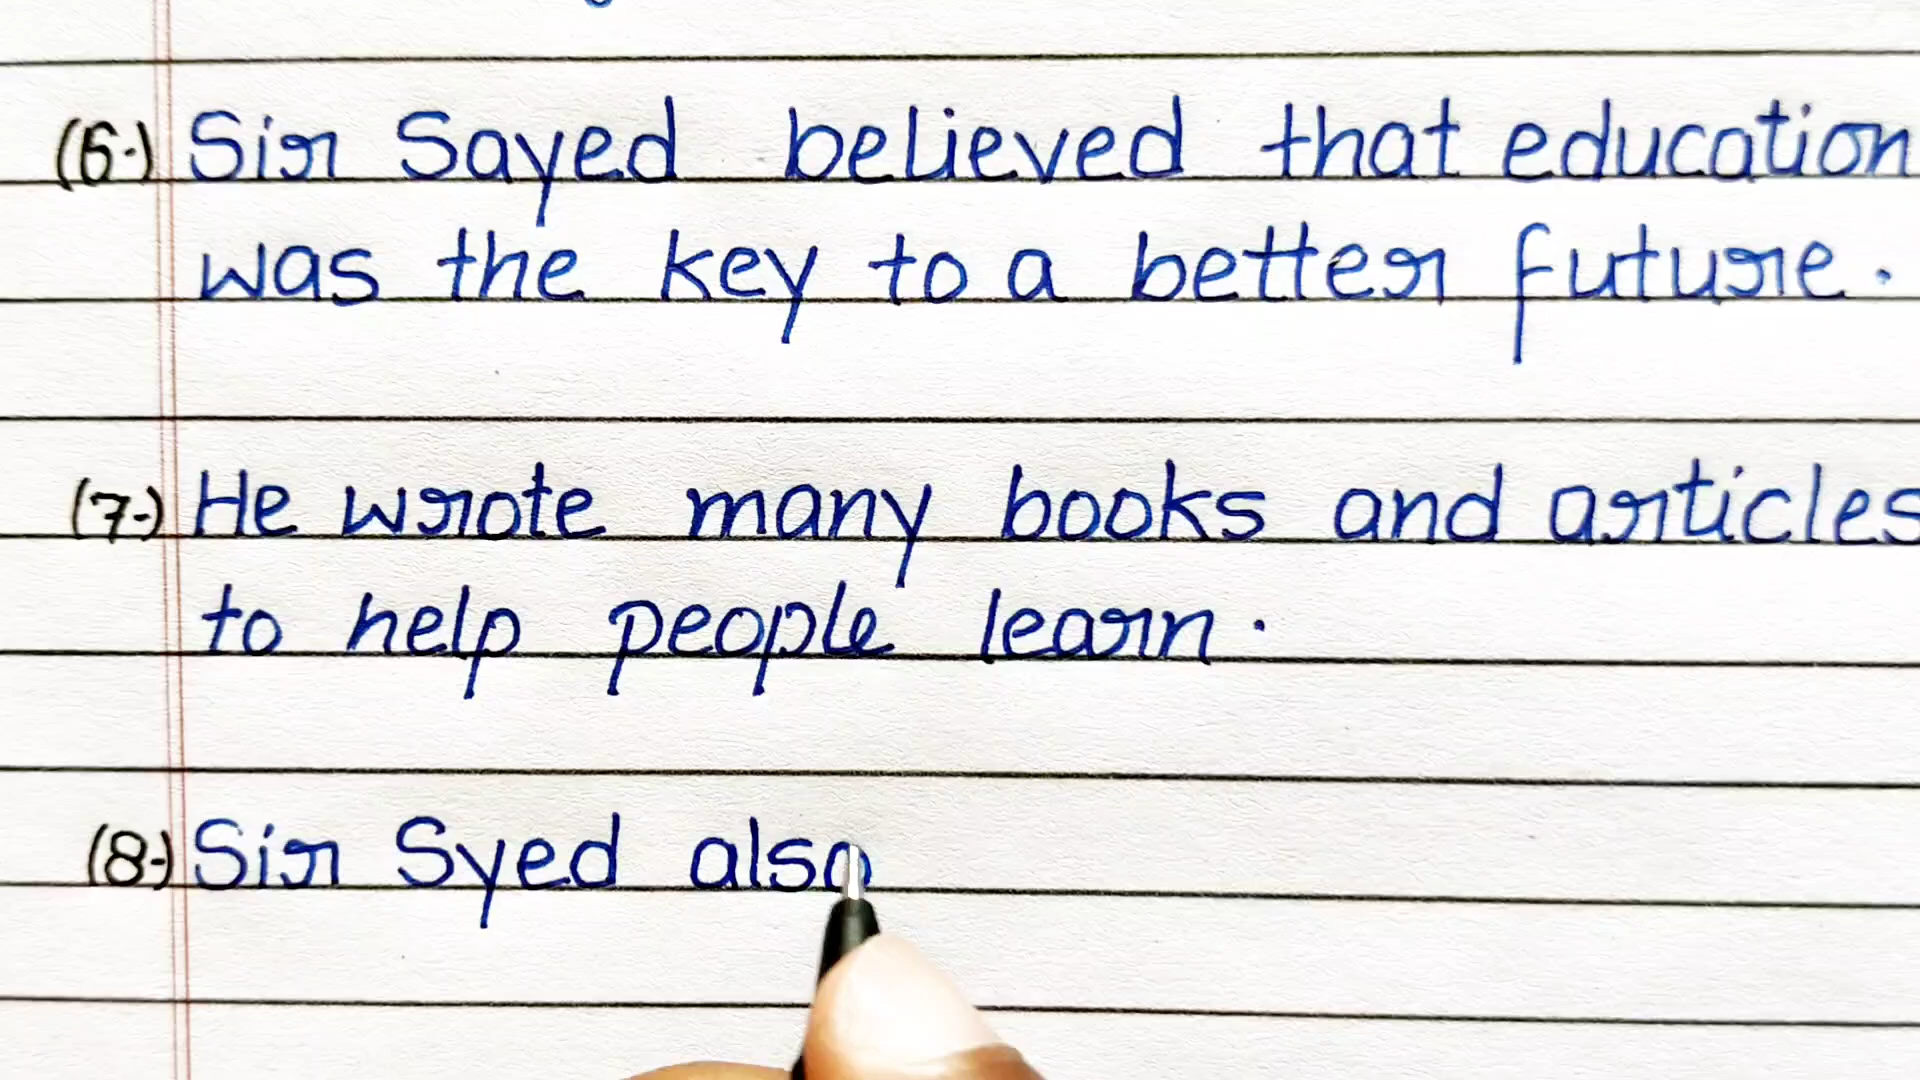 (6.) Sir Sayed believed that education
was the key to a better future.
(7.) He wrote many books and articles
to help people learn.
(8.) Sir Syed also